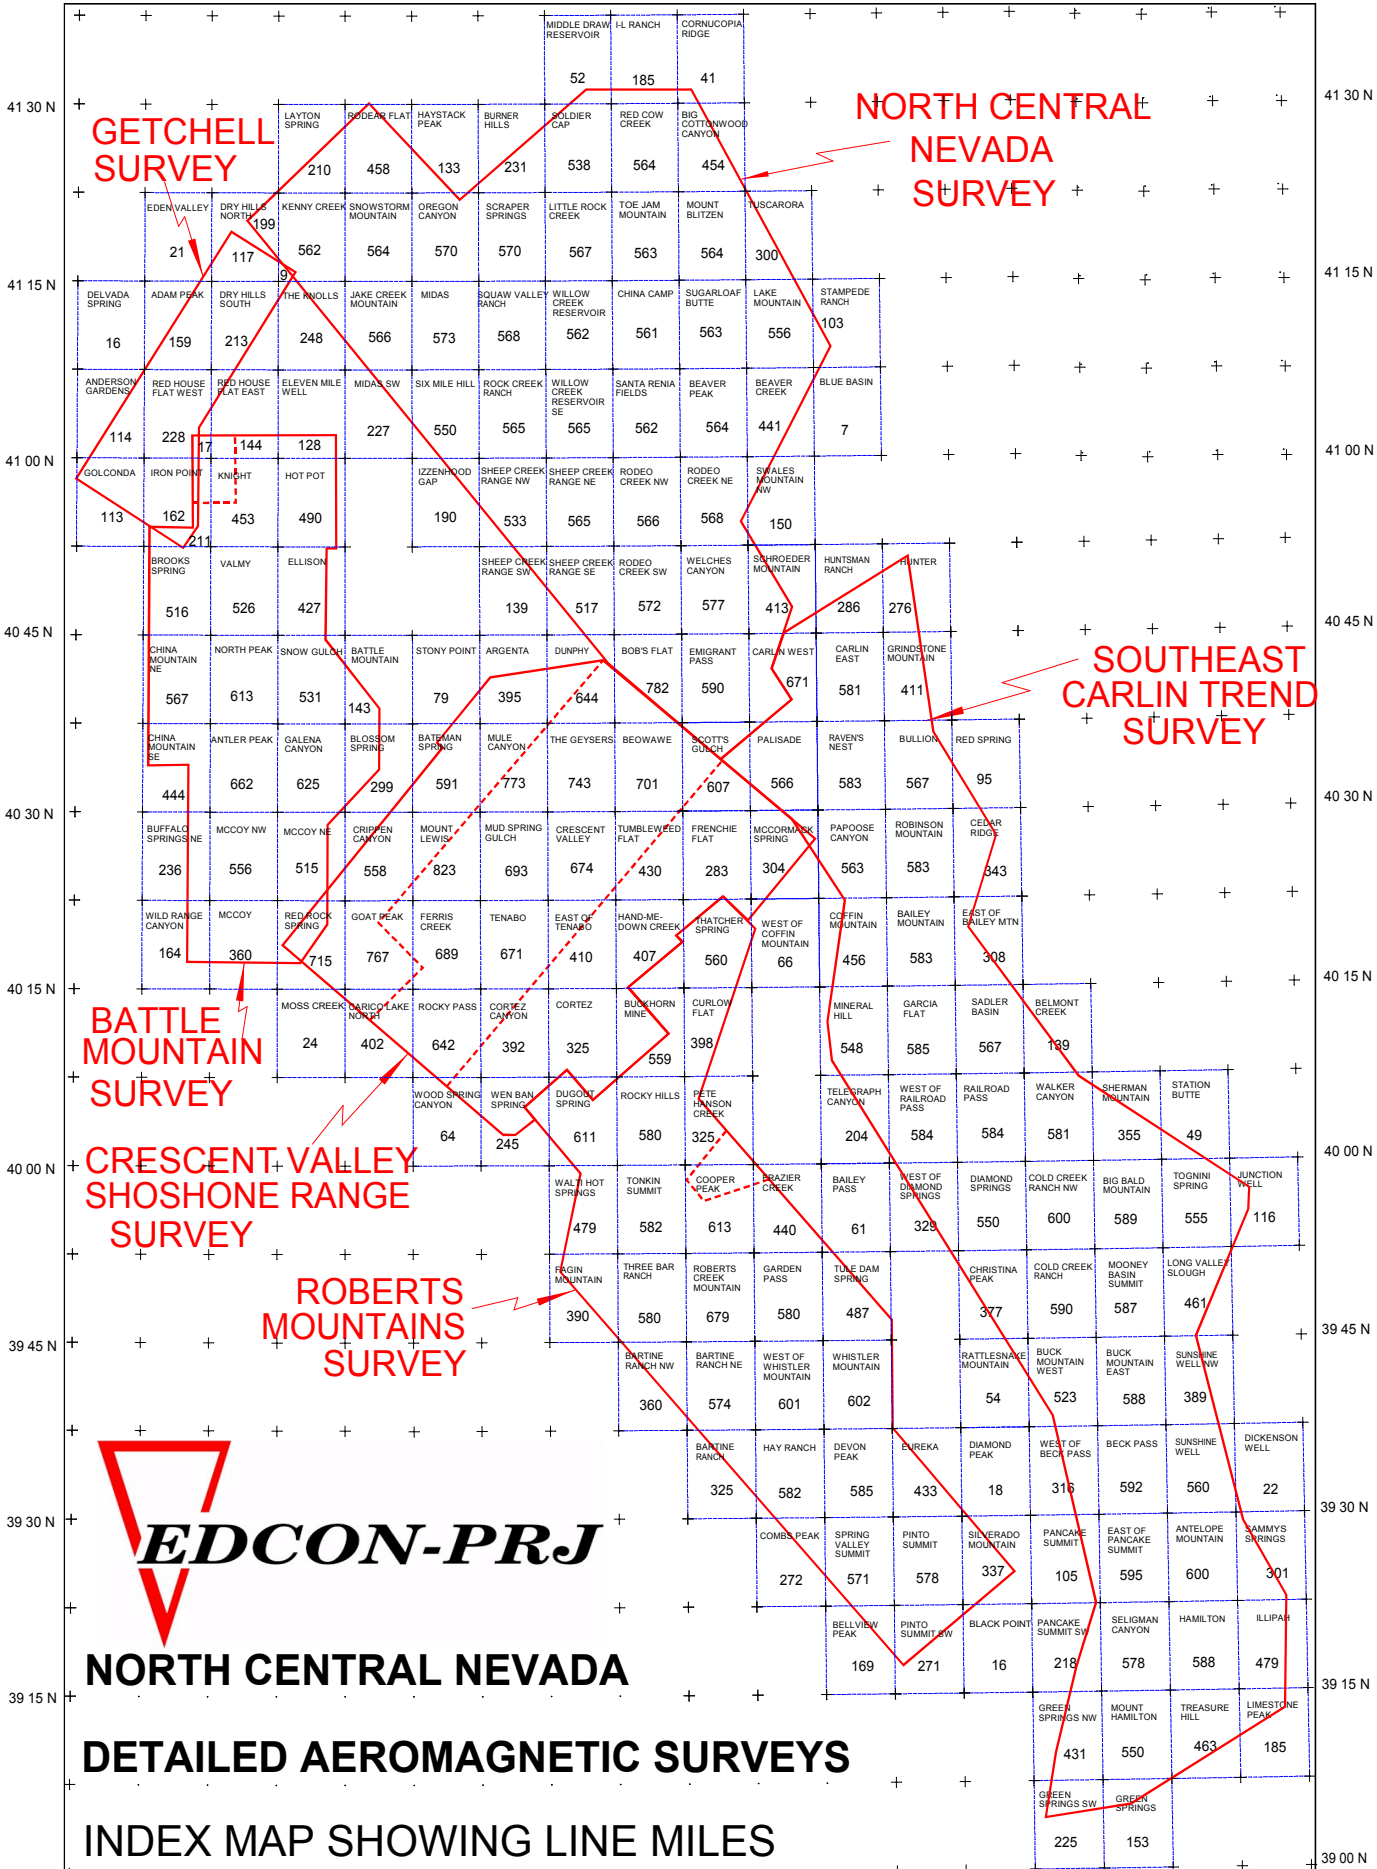 MIDDLE DRAW I-L RANCH CORNUCOPIA
RESERVOIR RIDGE
52 185 41
41 30 N 41 30 N
NORTH CENTRAL
NEVADA
SURVEY
GETCHELL
SURVEY
LAYTON RODEAR FLAT HAYSTACK BURNER SOLDIER RED COW BIG
SPRING PEAK HILLS CAP CREEK COTTONWOOD
CANYON
210 458 133 231 538 564 454
EDEN VALLEY DRY HILLS KENNY CREEK SNOWSTORM OREGON SCRAPER LITTLE ROCK TOE JAM MOUNT TUSCARORA
NORTH MOUNTAIN CANYON SPRINGS CREEK MOUNTAIN BLITZEN
199
21 117 562 564 570 570 567 563 564 300
9
41 15 N 41 15 N
DELVADA ADAM PEAK DRY HILLS THE KNOLLS JAKE CREEK MIDAS SQUAW VALLEY WILLOW CHINA CAMP SUGARLOAF LAKE STAMPEDE
SPRING SOUTH MOUNTAIN RANCH CREEK BUTTE MOUNTAIN RANCH
RESERVOIR
16 159 213 248 566 573 568 562 561 563 556 103
ANDERSON RED HOUSE RED HOUSE ELEVEN MILE MIDAS SW SIX MILE HILL ROCK CREEK WILLOW SANTA RENIA BEAVER BEAVER BLUE BASIN
GARDENS FLAT WEST FLAT EAST WELL RANCH CREEK FIELDS PEAK CREEK
RESERVOIR
SE
114 228 17 144 128 227 550 565 565 562 564 441 7
41 00 N 41 00 N
GOLCONDA IRON POINT KNIGHT HOT POT IZZENHOOD SHEEP CREEK SHEEP CREEK RODEO RODEO SWALES
GAP RANGE NW RANGE NE CREEK NW CREEK NE MOUNTAIN
NW
113 162 453 490 190 533 565 566 568 150
211
BROOKS VALMY ELLISON SHEEP CREEK SHEEP CREEK RODEO WELCHES SCHROEDER HUNTSMAN HUNTER
SPRING RANGE SW RANGE SE CREEK SW CANYON MOUNTAIN RANCH
516 526 427 139 517 572 577 413 286 276
40 45 N 40 45 N
CHINA NORTH PEAK SNOW GULCH BATTLE STONY POINT ARGENTA DUNPHY BOB'S FLAT EMIGRANT CARLIN WEST CARLIN GRINDSTONE
MOUNTAIN MOUNTAIN PASS EAST MOUNTAIN
NE
567 613 531 143 79 395 644 782 590 671 581 411
SOUTHEAST
CARLIN TREND
SURVEY
CHINA ANTLER PEAK GALENA BLOSSOM BATEMAN MULE THE GEYSERS BEOWAWE SCOTT'S PALISADE RAVEN'S BULLION RED SPRING
MOUNTAIN CANYON SPRING SPRING CANYON GULCH NEST
SE
444 662 625 299 591 773 743 701 607 566 583 567 95
40 30 N 40 30 N
BUFFALO MCCOY NW MCCOY NE CRIPPEN MOUNT MUD SPRING CRESCENT TUMBLEWEED FRENCHIE MCCORMACK PAPOOSE ROBINSON CEDAR
SPRINGS NE CANYON LEWIS GULCH VALLEY FLAT FLAT SPRING CANYON MOUNTAIN RIDGE
236 556 515 558 823 693 674 430 283 304 563 583 343
WILD RANGE MCCOY RED ROCK GOAT PEAK FERRIS TENABO EAST OF HAND-ME- THATCHER WEST OF COFFIN BAILEY EAST OF
CANYON SPRING CREEK TENABO DOWN CREEK SPRING COFFIN MOUNTAIN MOUNTAIN BAILEY MTN
MOUNTAIN
164 360 715 767 689 671 410 407 560 66 456 583 308
40 15 N 40 15 N
BATTLE
MOUNTAIN
SURVEY
MOSS CREEK CARICO LAKE ROCKY PASS CORTEZ CORTEZ BUCKHORN CURLOW MINERAL GARCIA SADLER BELMONT
NORTH CANYON MINE FLAT HILL FLAT BASIN CREEK
24 402 642 392 325 559 398 548 585 567 139
WOOD SPRING WEN BAN DUGOUT ROCKY HILLS PETE TELEGRAPH WEST OF RAILROAD WALKER SHERMAN STATION
CANYON SPRING SPRING HANSON CANYON RAILROAD PASS CANYON MOUNTAIN BUTTE
CREEK PASS
64 245 611 580 325 204 584 584 581 355 49
40 00 N 40 00 N
CRESCENT VALLEY
SHOSHONE RANGE
SURVEY
WALTI HOT TONKIN COOPER FRAZIER BAILEY WEST OF DIAMOND COLD CREEK BIG BALD TOGNINI JUNCTION
SPRINGS SUMMIT PEAK CREEK PASS DIAMOND SPRINGS RANCH NW MOUNTAIN SPRING WELL
SPRINGS
479 582 613 440 61 329 550 600 589 555 116
ROBERTS
MOUNTAINS
SURVEY
FAGIN THREE BAR ROBERTS GARDEN TULE DAM CHRISTINA COLD CREEK MOONEY LONG VALLEY
MOUNTAIN RANCH CREEK PASS SPRING PEAK RANCH BASIN SLOUGH
MOUNTAIN SUMMIT
390 580 679 580 487 377 590 587 461
39 45 N 39 45 N
BARTINE BARTINE WEST OF WHISTLER RATTLESNAKE BUCK BUCK SUNSHINE
RANCH NW RANCH NE WHISTLER MOUNTAIN MOUNTAIN MOUNTAIN MOUNTAIN WELL NW
MOUNTAIN WEST EAST
360 574 601 602 54 523 588 389
BARTINE HAY RANCH DEVON EUREKA DIAMOND WEST OF BECK PASS SUNSHINE DICKENSON
RANCH PEAK PEAK BECK PASS WELL WELL
325 582 585 433 18 316 592 560 22
39 30 N 39 30 N
EDCON-PRJ
COMBS PEAK SPRING PINTO SILVERADO PANCAKE EAST OF ANTELOPE SAMMYS
VALLEY SUMMIT MOUNTAIN SUMMIT PANCAKE MOUNTAIN SPRINGS
SUMMIT SUMMIT
272 571 578 337 105 595 600 301
BELLVIEW PINTO BLACK POINT PANCAKE SELIGMAN HAMILTON ILLIPAH
PEAK SUMMIT SW SUMMIT SW CANYON
169 271 16 218 578 588 479
NORTH CENTRAL NEVADA
39 15 N 39 15 N
GREEN MOUNT TREASURE LIMESTONE
SPRINGS NW HAMILTON HILL PEAK
431 550 463 185
DETAILED AEROMAGNETIC SURVEYS
GREEN GREEN
SPRINGS SW SPRINGS
225 153
INDEX MAP SHOWING LINE MILES
39 00 N